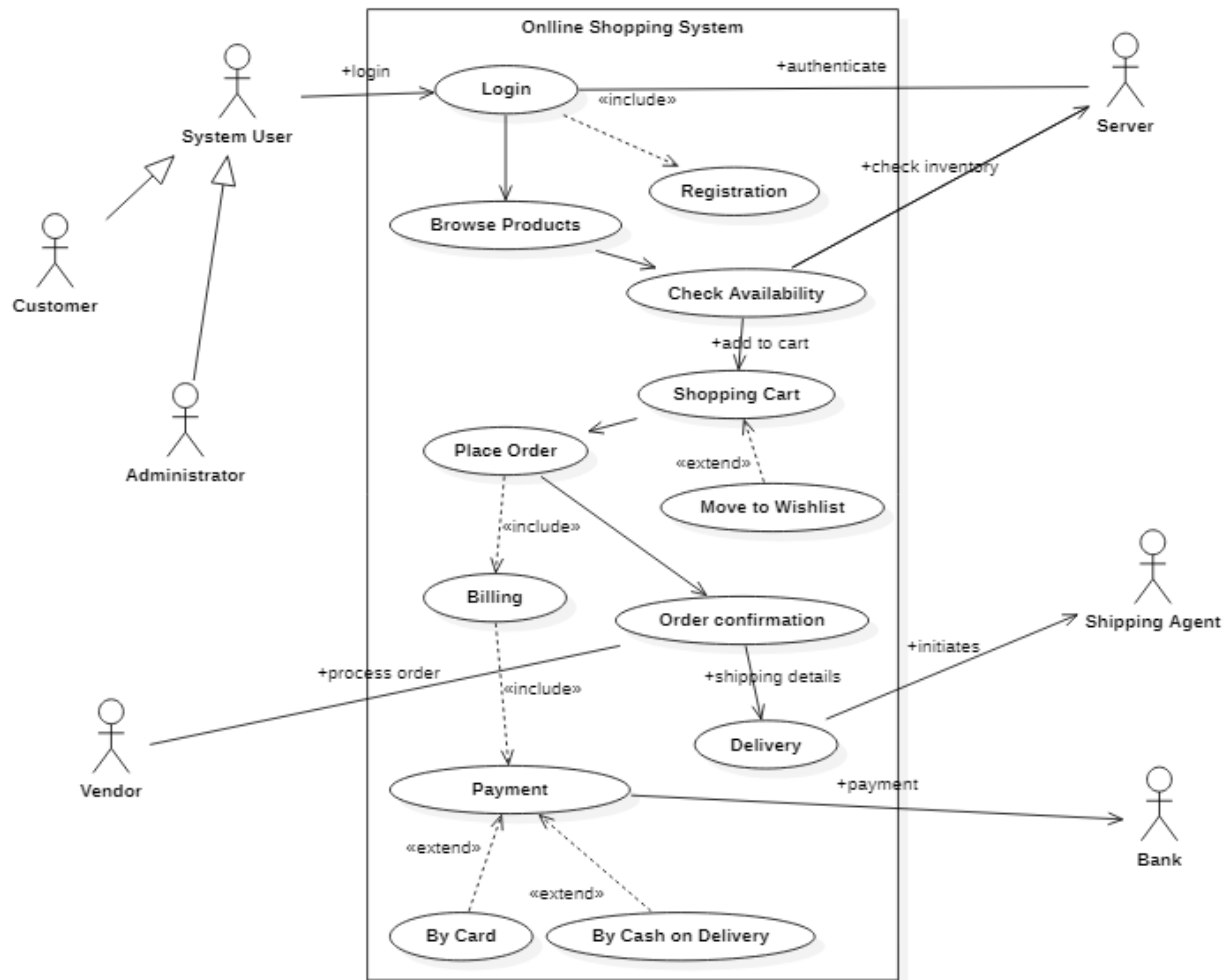 Onlline Shopping System
+login
Login
+authenticate
«include»
System User
Server
+check inventory
Registration
Browse Products
Customer
Check Availability
+add to cart
Shopping Cart
Place Order
«extend»
Administrator
Move to Wishlist
«include»
Billing
Order confirmation
Shipping Agent
+initiates
+process order
+shipping details
«include»
Delivery
Vendor
Payment
+payment
«extend»
Bank
«extend»
By Card
By Cash on Delivery